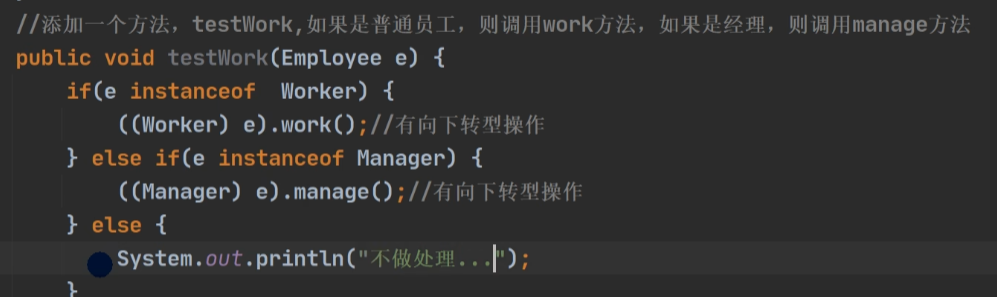 //添加一个方法，testWork,如果是普通员工，则调用work方法，如果是经理，则调用manage方法
public void testWork(Employee e) {
    if(e instanceof  Worker) {
        ((Worker) e).work();//有向下转型操作
    } else if(e instanceof Manager) {
        ((Manager) e).manage();//有向下转型操作
    } else {
        System.out.println("不做处理...");
    }